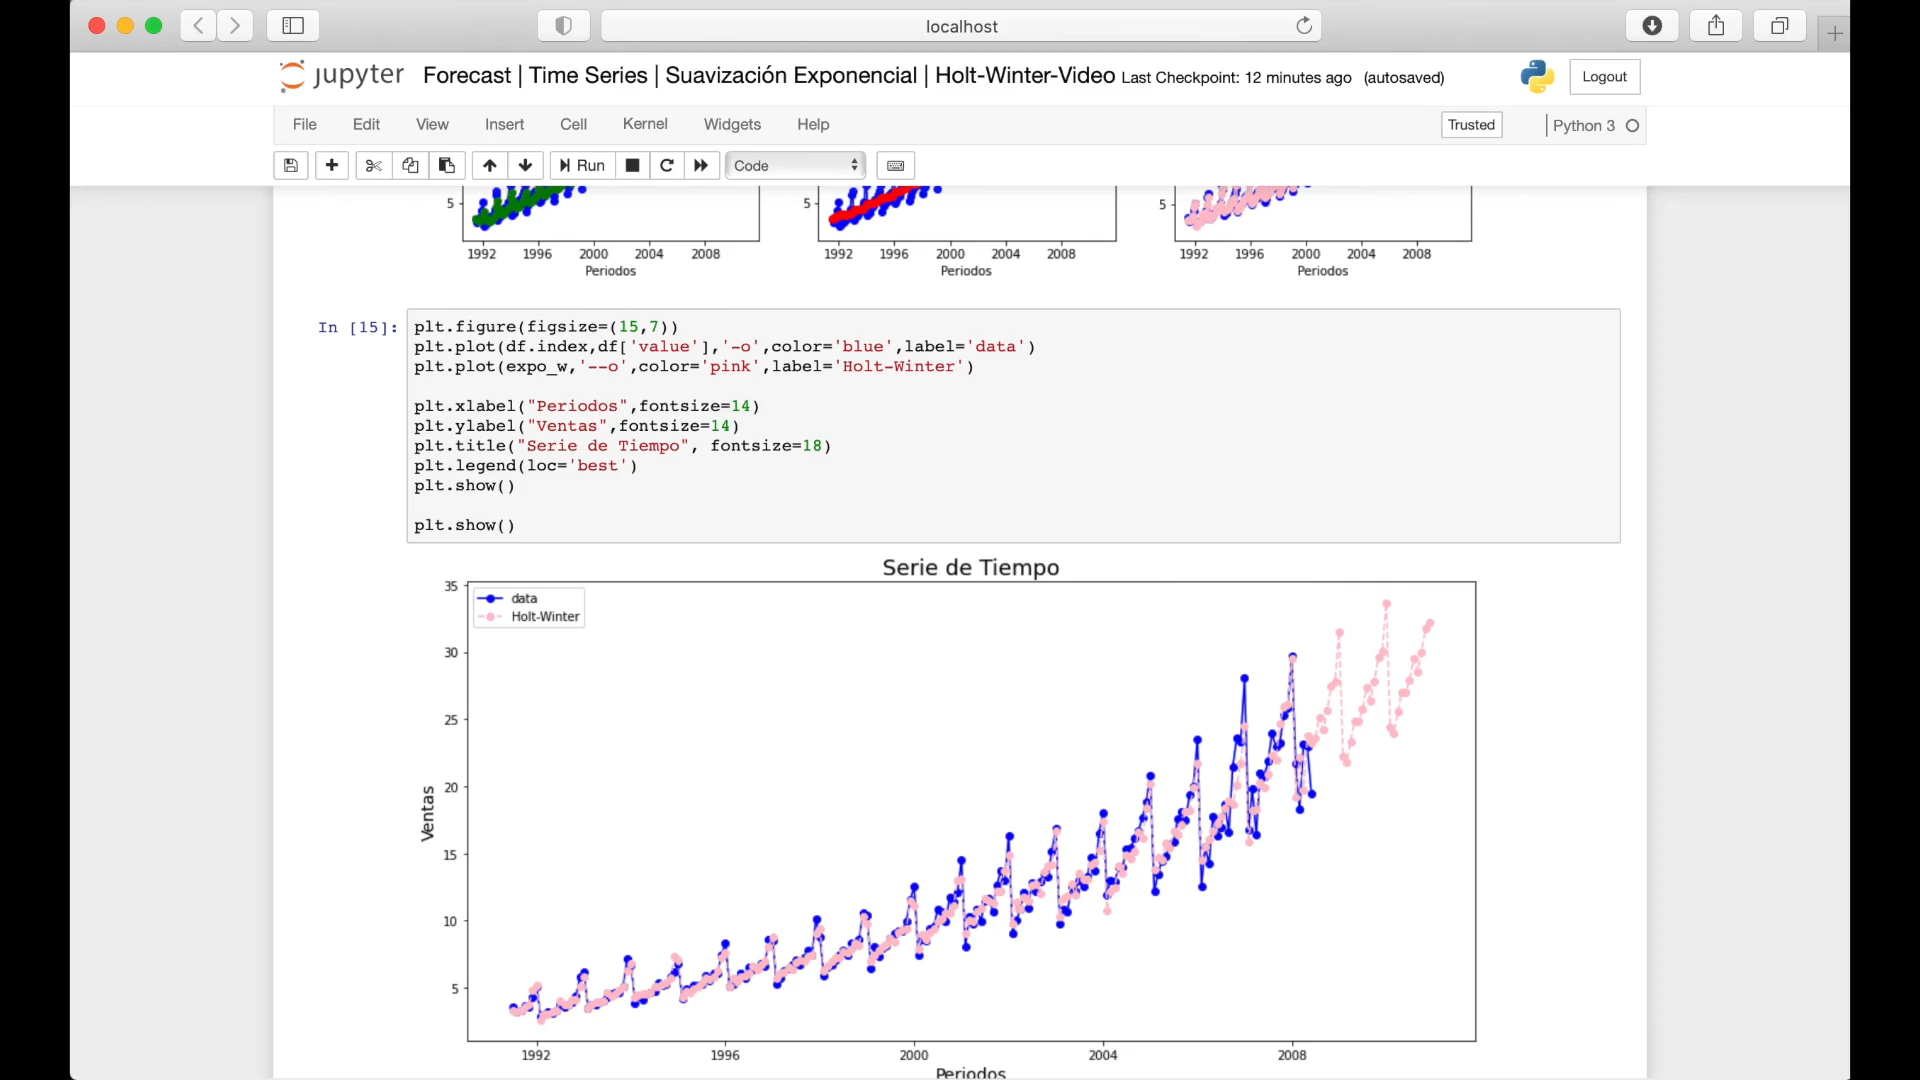 localhost
jupyter Forecast | Time Series | Suavización Exponencial | Holt-Winter-Video Last Checkpoint: 12 minutes ago (autosaved)
Logout
File Edit View Insert Cell Kernel Widgets Help
Trusted
Python 3
Run
Code
5 5 5
1992 1996 2000 2004 2008 1992 1996 2000 2004 2008 1992 1996 2000 2004 2008
Periodos Periodos Periodos
In [15]:
plt.figure(figsize=(15,7))
plt.plot(df.index,df['value'],'-o',color='blue',label='data')
plt.plot(expo_w,'--o',color='pink',label='Holt-Winter')
plt.xlabel("Periodos",fontsize=14)
plt.ylabel("Ventas",fontsize=14)
plt.title("Serie de Tiempo", fontsize=18)
plt.legend(loc='best')
plt.show()
plt.show()
Serie de Tiempo
data
Holt-Winter
35
30
25
20
15
10
5
Ventas
1992 1996 2000 2004 2008
Periodos